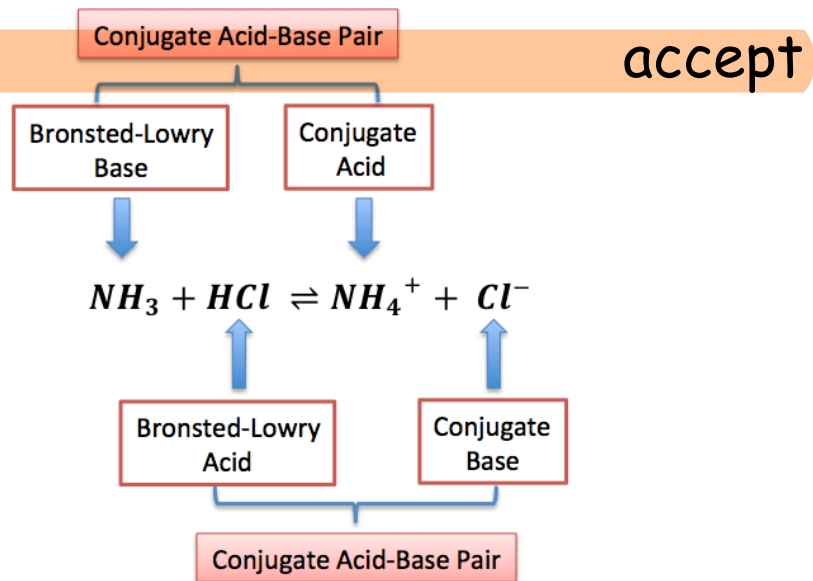 Conjugate Acid-Base Pair
accept
Bronsted-Lowry
Base
Conjugate
Acid
NH₃ + HCl ⇌ NH₄⁺ + Cl⁻
Bronsted-Lowry
Acid
Conjugate
Base
Conjugate Acid-Base Pair